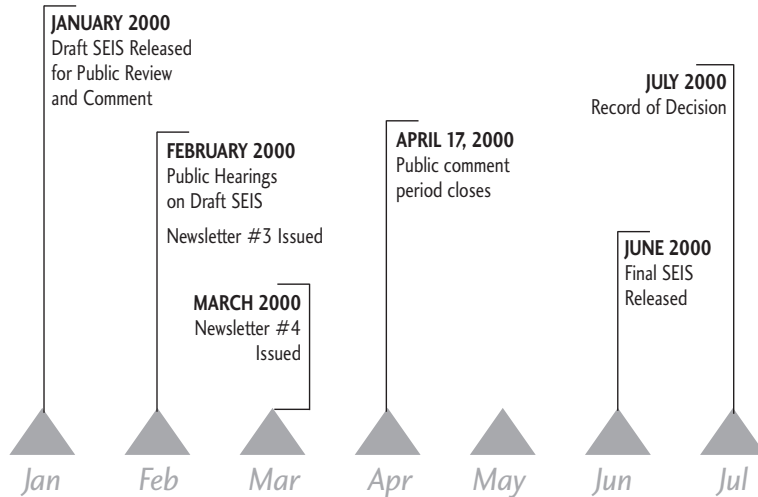 JANUARY 2000
Draft SEIS Released
for Public Review
and Comment
FEBRUARY 2000
Public Hearings
on Draft SEIS
Newsletter #3 Issued
MARCH 2000
Newsletter #4
Issued
APRIL 17, 2000
Public comment
period closes
JUNE 2000
Final SEIS
Released
JULY 2000
Record of Decision
Jan Feb Mar Apr May Jun Jul